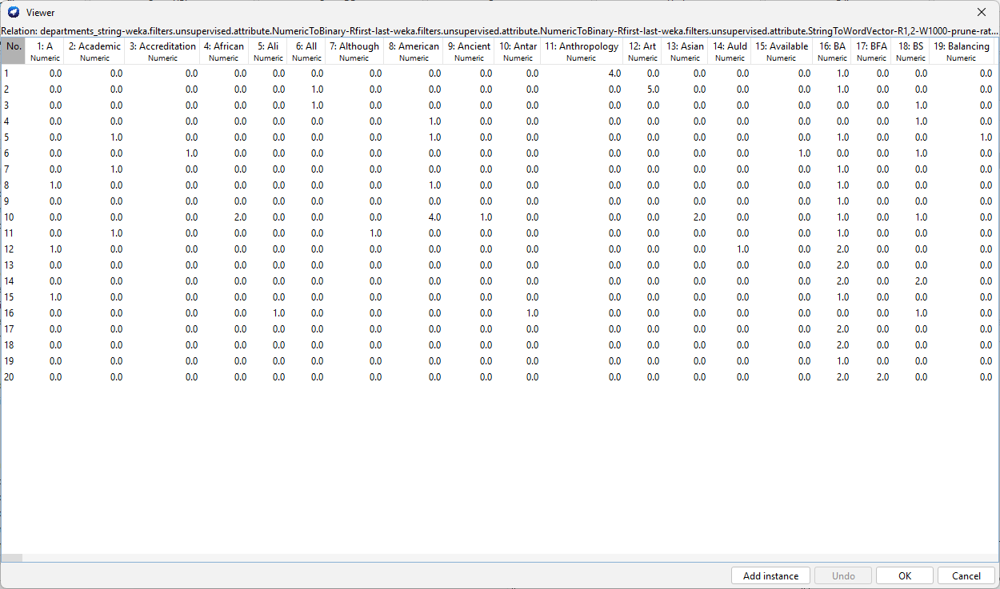 Viewer
Relation: departments_string-weka.filters.unsupervised.attribute.NumericToBinary-Rfirst-last-weka.filters.unsupervised.attribute.NumericToBinary-Rfirst-last-weka.filters.unsupervised.attribute.StringToWordVector-R1,2-W1000-prune-rat...
No. 1: A 2: Academic 3: Accreditation 4: African 5: Ali 6: All 7: Although 8: American 9: Ancient 10: Antar 11: Anthropology 12: Art 13: Asian 14: Auld 15: Available 16: BA 17: BFA 18: BS 19: Balancing
Numeric Numeric Numeric Numeric Numeric Numeric Numeric Numeric Numeric Numeric Numeric Numeric Numeric Numeric Numeric Numeric Numeric Numeric Numeric
1 0.0 0.0 0.0 0.0 0.0 0.0 0.0 0.0 0.0 0.0 4.0 0.0 0.0 0.0 0.0 1.0 0.0 0.0 0.0
2 0.0 0.0 0.0 0.0 0.0 1.0 0.0 0.0 0.0 0.0 0.0 5.0 0.0 0.0 0.0 1.0 0.0 0.0 0.0
3 0.0 0.0 0.0 0.0 0.0 1.0 0.0 0.0 0.0 0.0 0.0 0.0 0.0 0.0 0.0 0.0 0.0 1.0 0.0
4 0.0 0.0 0.0 0.0 0.0 0.0 0.0 1.0 0.0 0.0 0.0 0.0 0.0 0.0 0.0 0.0 0.0 1.0 0.0
5 0.0 1.0 0.0 0.0 0.0 0.0 0.0 1.0 0.0 0.0 0.0 0.0 0.0 0.0 0.0 1.0 0.0 0.0 1.0
6 0.0 0.0 1.0 0.0 0.0 0.0 0.0 0.0 0.0 0.0 0.0 0.0 0.0 0.0 1.0 0.0 0.0 1.0 0.0
7 0.0 1.0 0.0 0.0 0.0 0.0 0.0 0.0 0.0 0.0 0.0 0.0 0.0 0.0 0.0 1.0 0.0 0.0 0.0
8 1.0 0.0 0.0 0.0 0.0 0.0 0.0 1.0 0.0 0.0 0.0 0.0 0.0 0.0 0.0 1.0 0.0 0.0 0.0
9 0.0 0.0 0.0 0.0 0.0 0.0 0.0 0.0 0.0 0.0 0.0 0.0 0.0 0.0 0.0 1.0 0.0 0.0 0.0
10 0.0 0.0 0.0 2.0 0.0 0.0 0.0 4.0 1.0 0.0 0.0 0.0 2.0 0.0 0.0 1.0 0.0 1.0 0.0
11 0.0 1.0 0.0 0.0 0.0 0.0 1.0 0.0 0.0 0.0 0.0 0.0 0.0 0.0 0.0 1.0 0.0 0.0 0.0
12 1.0 0.0 0.0 0.0 0.0 0.0 0.0 0.0 0.0 0.0 0.0 0.0 0.0 1.0 0.0 2.0 0.0 0.0 0.0
13 0.0 0.0 0.0 0.0 0.0 0.0 0.0 0.0 0.0 0.0 0.0 0.0 0.0 0.0 0.0 2.0 0.0 0.0 0.0
14 0.0 0.0 0.0 0.0 0.0 0.0 0.0 0.0 0.0 0.0 0.0 0.0 0.0 0.0 0.0 2.0 0.0 2.0 0.0
15 1.0 0.0 0.0 0.0 0.0 0.0 0.0 0.0 0.0 0.0 0.0 0.0 0.0 0.0 0.0 1.0 0.0 0.0 0.0
16 0.0 0.0 0.0 0.0 1.0 0.0 0.0 0.0 0.0 1.0 0.0 0.0 0.0 0.0 0.0 0.0 0.0 1.0 0.0
17 0.0 0.0 0.0 0.0 0.0 0.0 0.0 0.0 0.0 0.0 0.0 0.0 0.0 0.0 0.0 2.0 0.0 0.0 0.0
18 0.0 0.0 0.0 0.0 0.0 0.0 0.0 0.0 0.0 0.0 0.0 0.0 0.0 0.0 0.0 2.0 0.0 0.0 0.0
19 0.0 0.0 0.0 0.0 0.0 0.0 0.0 0.0 0.0 0.0 0.0 0.0 0.0 0.0 0.0 1.0 0.0 0.0 0.0
20 0.0 0.0 0.0 0.0 0.0 0.0 0.0 0.0 0.0 0.0 0.0 0.0 0.0 0.0 0.0 2.0 2.0 0.0 0.0
Add instance Undo OK Cancel